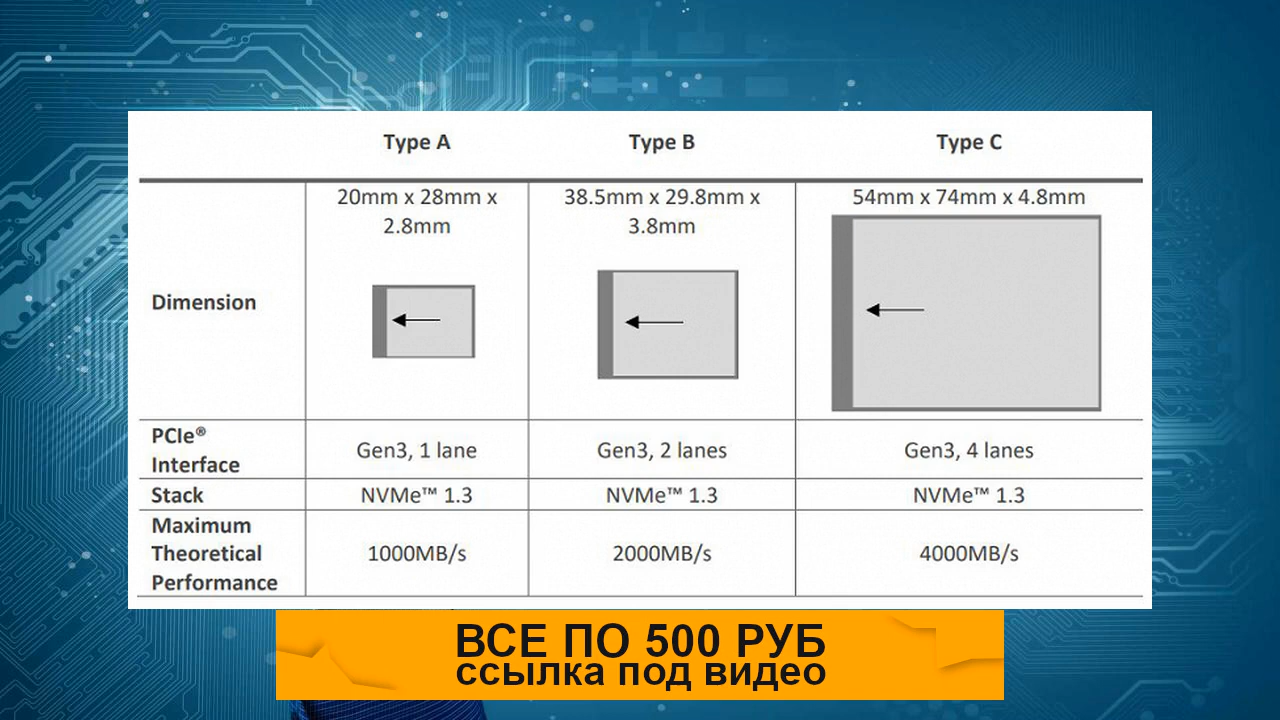 Type A Type B Type C
20mm x 28mm x 38.5mm x 29.8mm x 54mm x 74mm x 4.8mm
2.8mm 3.8mm
Dimension
PCIe®
Interface
Gen3, 1 lane Gen3, 2 lanes Gen3, 4 lanes
Stack NVMe™ 1.3 NVMe™ 1.3 NVMe™ 1.3
Maximum
Theoretical 1000MB/s 2000MB/s 4000MB/s
Performance
ВСЕ ПО 500 РУБ
ссылка под видео